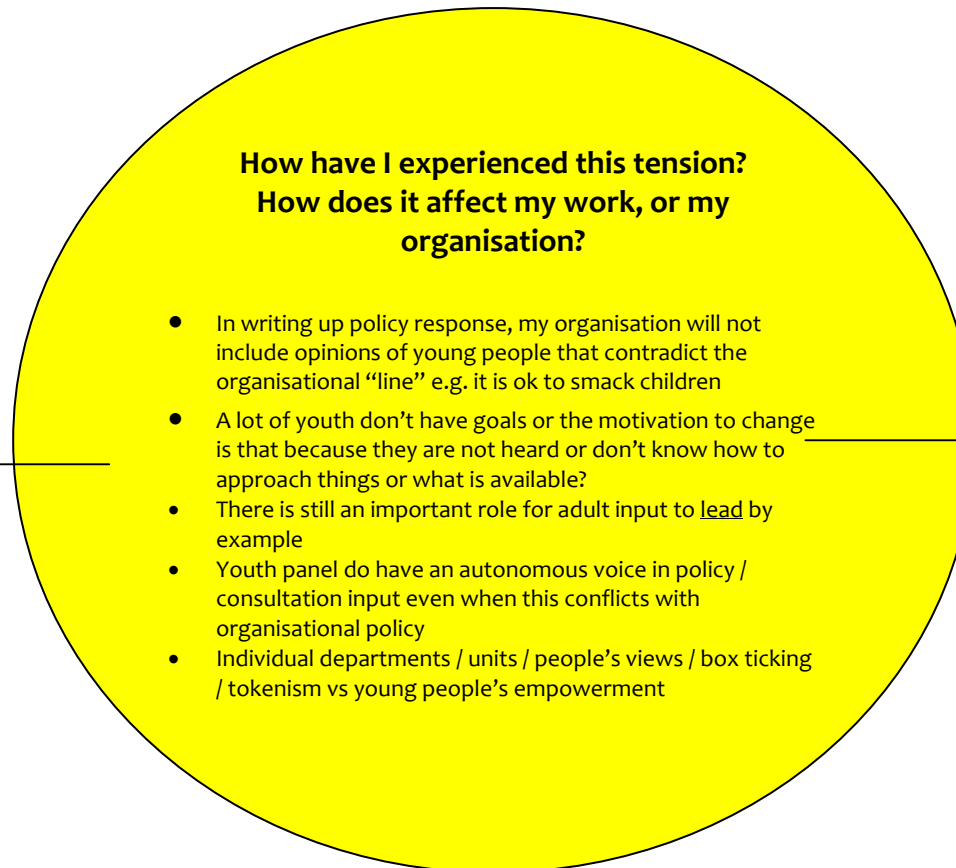 How have I experienced this tension?
How does it affect my work, or my
organisation?
• In writing up policy response, my organisation will not
include opinions of young people that contradict the
organisational “line” e.g. it is ok to smack children
• A lot of youth don’t have goals or the motivation to change
is that because they are not heard or don’t know how to
approach things or what is available?
• There is still an important role for adult input to lead by
example
• Youth panel do have an autonomous voice in policy /
consultation input even when this conflicts with
organisational policy
• Individual departments / units / people’s views / box ticking
/ tokenism vs young people’s empowerment